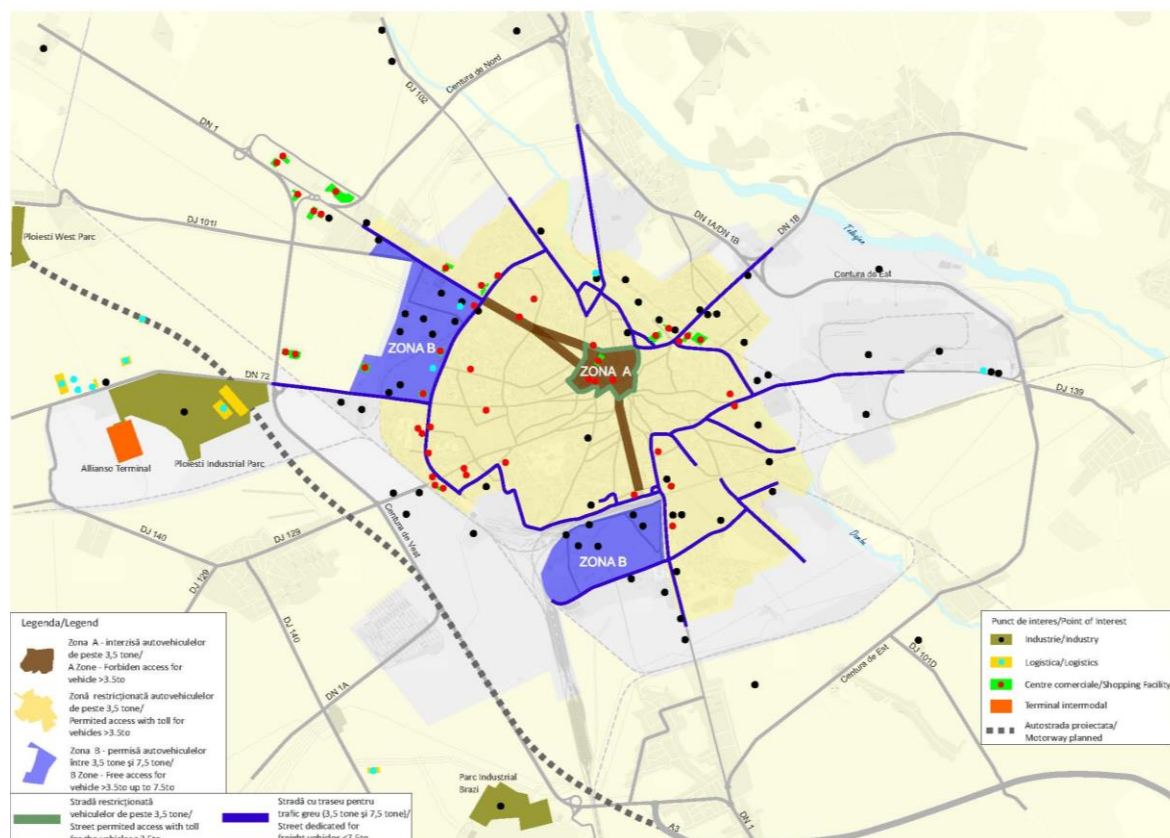 Centura de Nord
DJ 102
DN 1
DJ 101I
Ploiesti West Parc
DN 1A/DN 1B
DN 1B
Teleajen
Centura de Est
ZONA B
ZONA A
DN 72
DJ 139
Allianso Terminal
Ploiesti Industrial Parc
DJ 140
DJ 129
Centura de Vest
Dambu
ZONA B
DJ 129
DJ 140
DN 1A
Centura de Est
DJ 101D
Parc Industrial
Brazi
A3
DN 1
Legenda/Legend
Zona A - interzisă autovehiculelor
de peste 3,5 tone/
A Zone - Forbiden access for
vehicle >3.5to
Zonă restricționată autovehiculelor
de peste 3,5 tone/
Permited access with toll for
vehicles >3.5to
Zona B - permisă autovehiculelor
între 3,5 tone și 7,5 tone/
B Zone - Free access for
vehicle >3.5to up to 7.5to
Stradă restricționată
vehiculelor de peste 3,5 tone/
Street permited access with toll
Stradă cu traseu pentru
trafic greu (3,5 tone și 7,5 tone)/
Street dedicated for
Punct de interes/Point of Interest
Industrie/Industry
Logistica/Logistics
Centre comerciale/Shopping Facility
Terminal intermodal
Autostrada proiectata/
Motorway planned